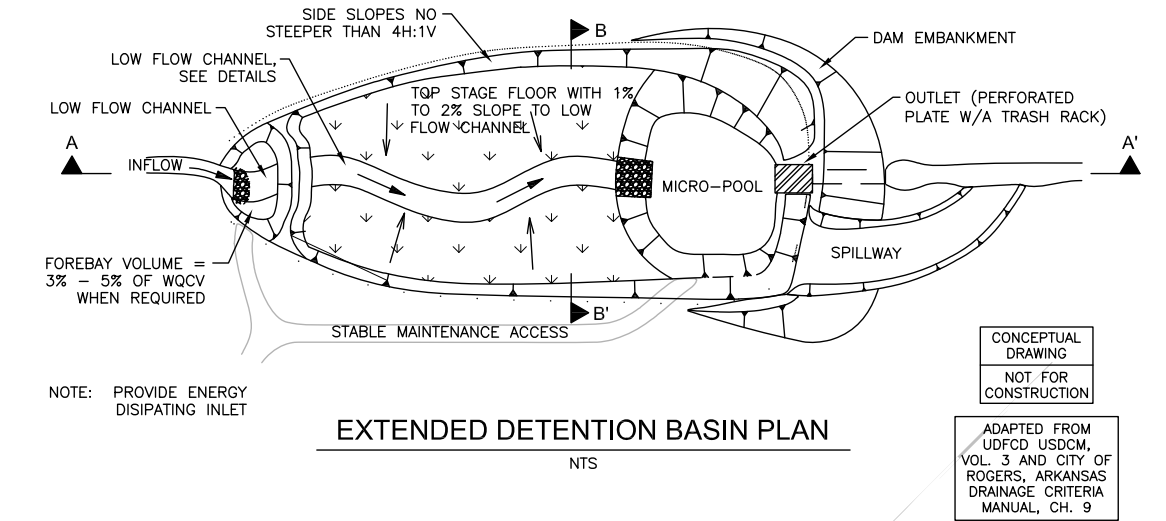 SIDE SLOPES NO
STEEPER THAN 4H:1V
B
DAM EMBANKMENT
LOW FLOW CHANNEL,
SEE DETAILS
TOP STAGE FLOOR WITH 1%
TO 2% SLOPE TO LOW
FLOW CHANNEL
OUTLET (PERFORATED
PLATE W/A TRASH RACK)
LOW FLOW CHANNEL
A
INFLOW
A'
MICRO-POOL
SPILLWAY
FOREBAY VOLUME =
3% - 5% OF WQCV
WHEN REQUIRED
B'
STABLE MAINTENANCE ACCESS
CONCEPTUAL
DRAWING
NOT FOR
CONSTRUCTION
NOTE: PROVIDE ENERGY
DISIPATING INLET
EXTENDED DETENTION BASIN PLAN
NTS
ADAPTED FROM
UDFCD USDCM,
VOL. 3 AND CITY OF
ROGERS, ARKANSAS
DRAINAGE CRITERIA
MANUAL, CH. 9